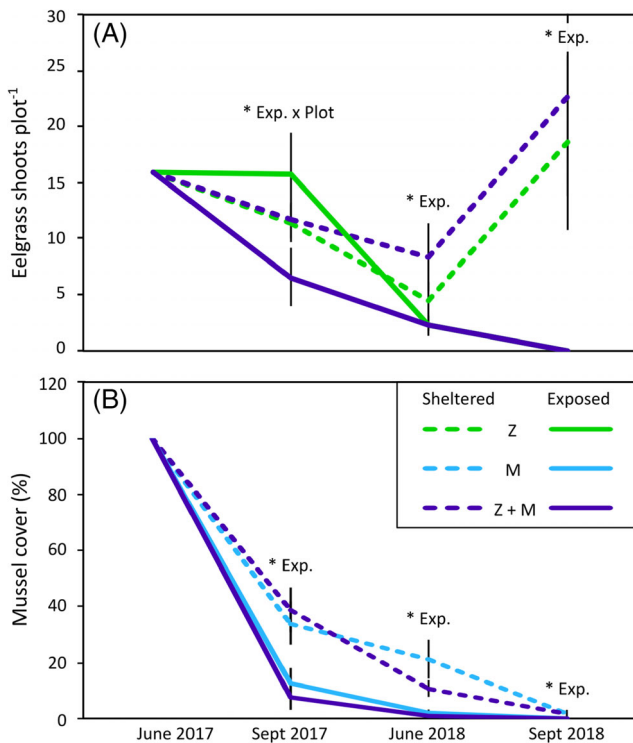 (A)
30
25
20
15
10
5
0
Eelgrass shoots plot⁻¹
* Exp. x Plot
* Exp.
* Exp.
(B)
120
100
80
60
40
20
0
Mussel cover (%)
Sheltered Exposed
Z
M
Z + M
* Exp.
* Exp.
* Exp.
June 2017 Sept 2017 June 2018 Sept 2018